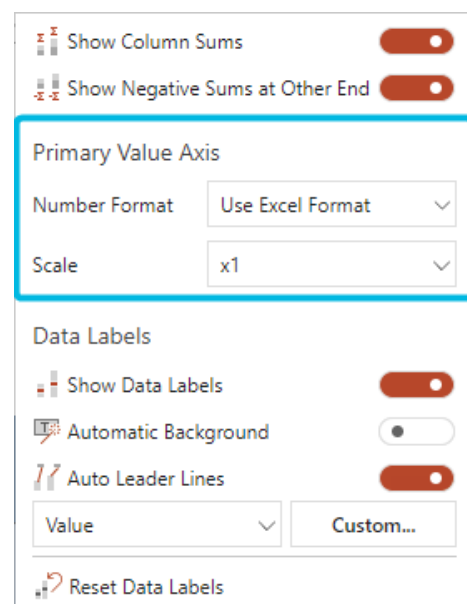 Show Column Sums
Show Negative Sums at Other End
Primary Value Axis
Number Format Use Excel Format
Scale x1
Data Labels
Show Data Labels
Automatic Background
Auto Leader Lines
Value Custom...
Reset Data Labels